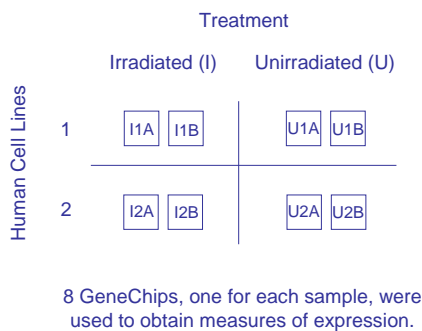 Treatment
Irradiated (I) Unirradiated (U)
Human Cell Lines
1 I1A I1B U1A U1B
2 I2A I2B U2A U2B
8 GeneChips, one for each sample, were
used to obtain measures of expression.